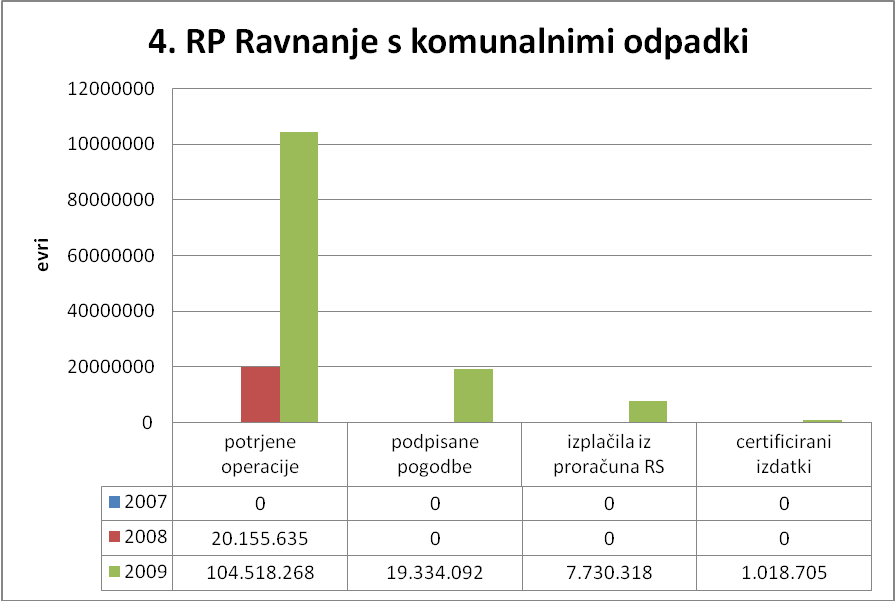 4. RP Ravnanje s komunalnimi odpadki
evri
12000000
10000000
80000000
60000000
40000000
20000000
0
potrjene operacije
podpisane pogodbe
izplačila iz proračuna RS
certificirani izdatki
2007 0 0 0 0
2008 20.155.635 0 0 0
2009 104.518.268 19.334.092 7.730.318 1.018.705